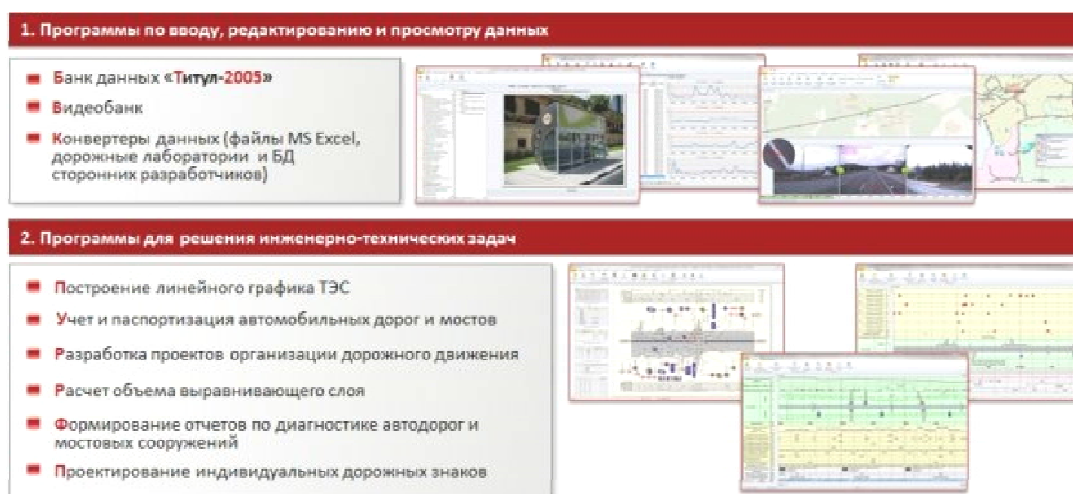 1. Программы по вводу, редактированию и просмотру данных
Банк данных «Титул-2005»
Видеобанк
Конвертеры данных (файлы MS Excel,
дорожные лаборатории и БД
сторонних разработчиков)
2. Программы для решения инженерно-технических задач
Построение линейного графика ТЭС
Учет и паспортизация автомобильных дорог и мостов
Разработка проектов организации дорожного движения
Расчет объема выравнивающего слоя
Формирование отчетов по диагностике автодорог и
мостовых сооружений
Проектирование индивидуальных дорожных знаков